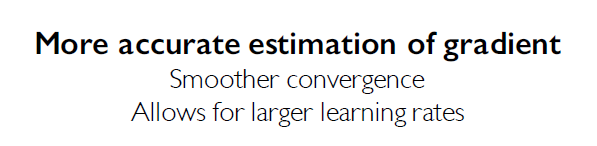 More accurate estimation of gradient
Smoother convergence
Allows for larger learning rates